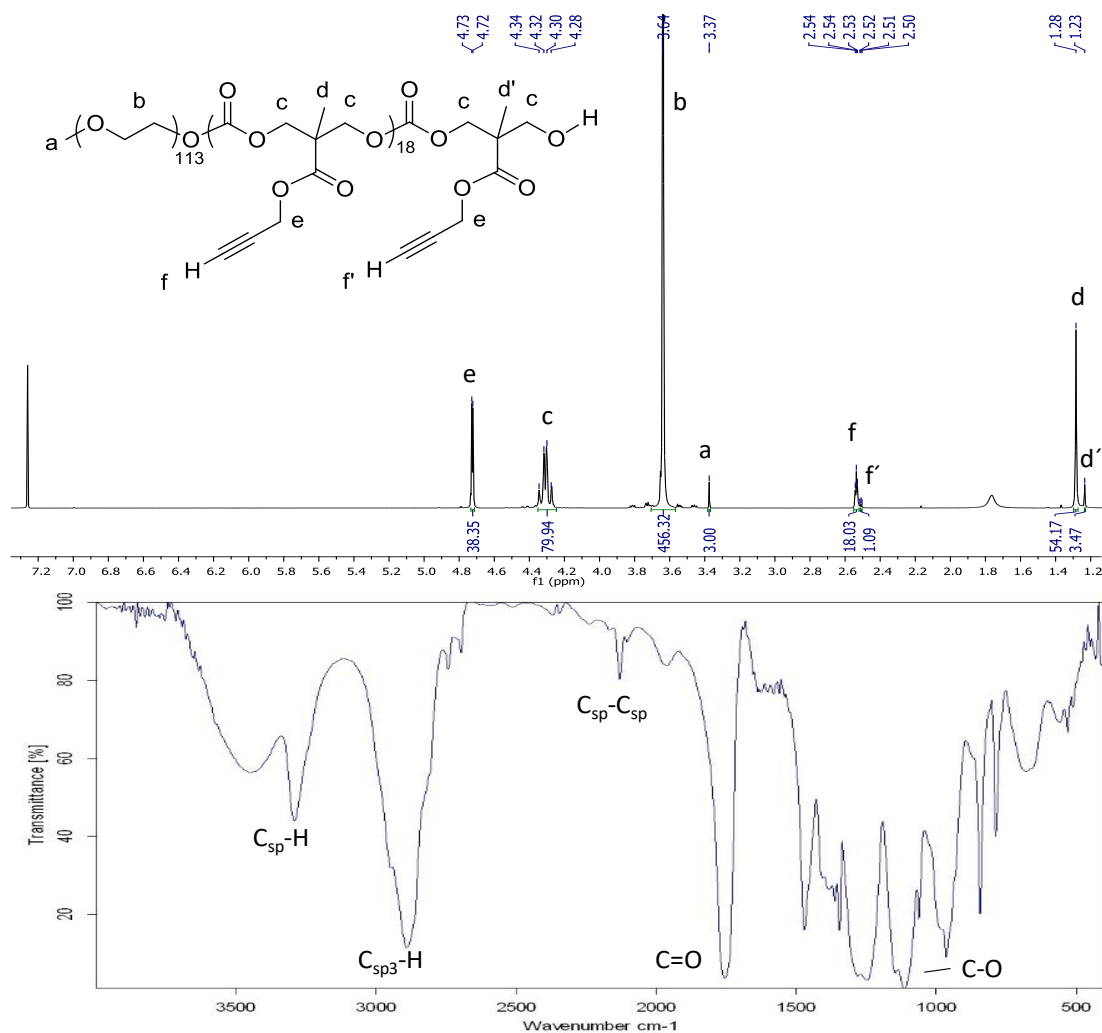 4.73
4.72
4.34
4.32
4.30
4.28
3.64
3.37
2.54
2.54
2.53
2.52
2.51
2.50
1.28
1.23
b O c d c O c d' c
a O O 113 O O O 18 O O H
O O O O
e e
H H
f f'
b
d
e
c
a
f
f´
d´
38.35
79.94
456.32
3.00
18.03
1.09
54.17
3.47
7.2 7.0 6.8 6.6 6.4 6.2 6.0 5.8 5.6 5.4 5.2 5.0 4.8 4.6 4.4 4.2 4.0 3.8 3.6 3.4 3.2 3.0 2.8 2.6 2.4 2.2 2.0 1.8 1.6 1.4 1.2
f1 (ppm)
100
80
60
40
20
Transmittance [%]
Csp-Csp
Csp-H
Csp3-H
C=O
C-O
3500 3000 2500 2000 1500 1000 500
Wavenumber cm-1